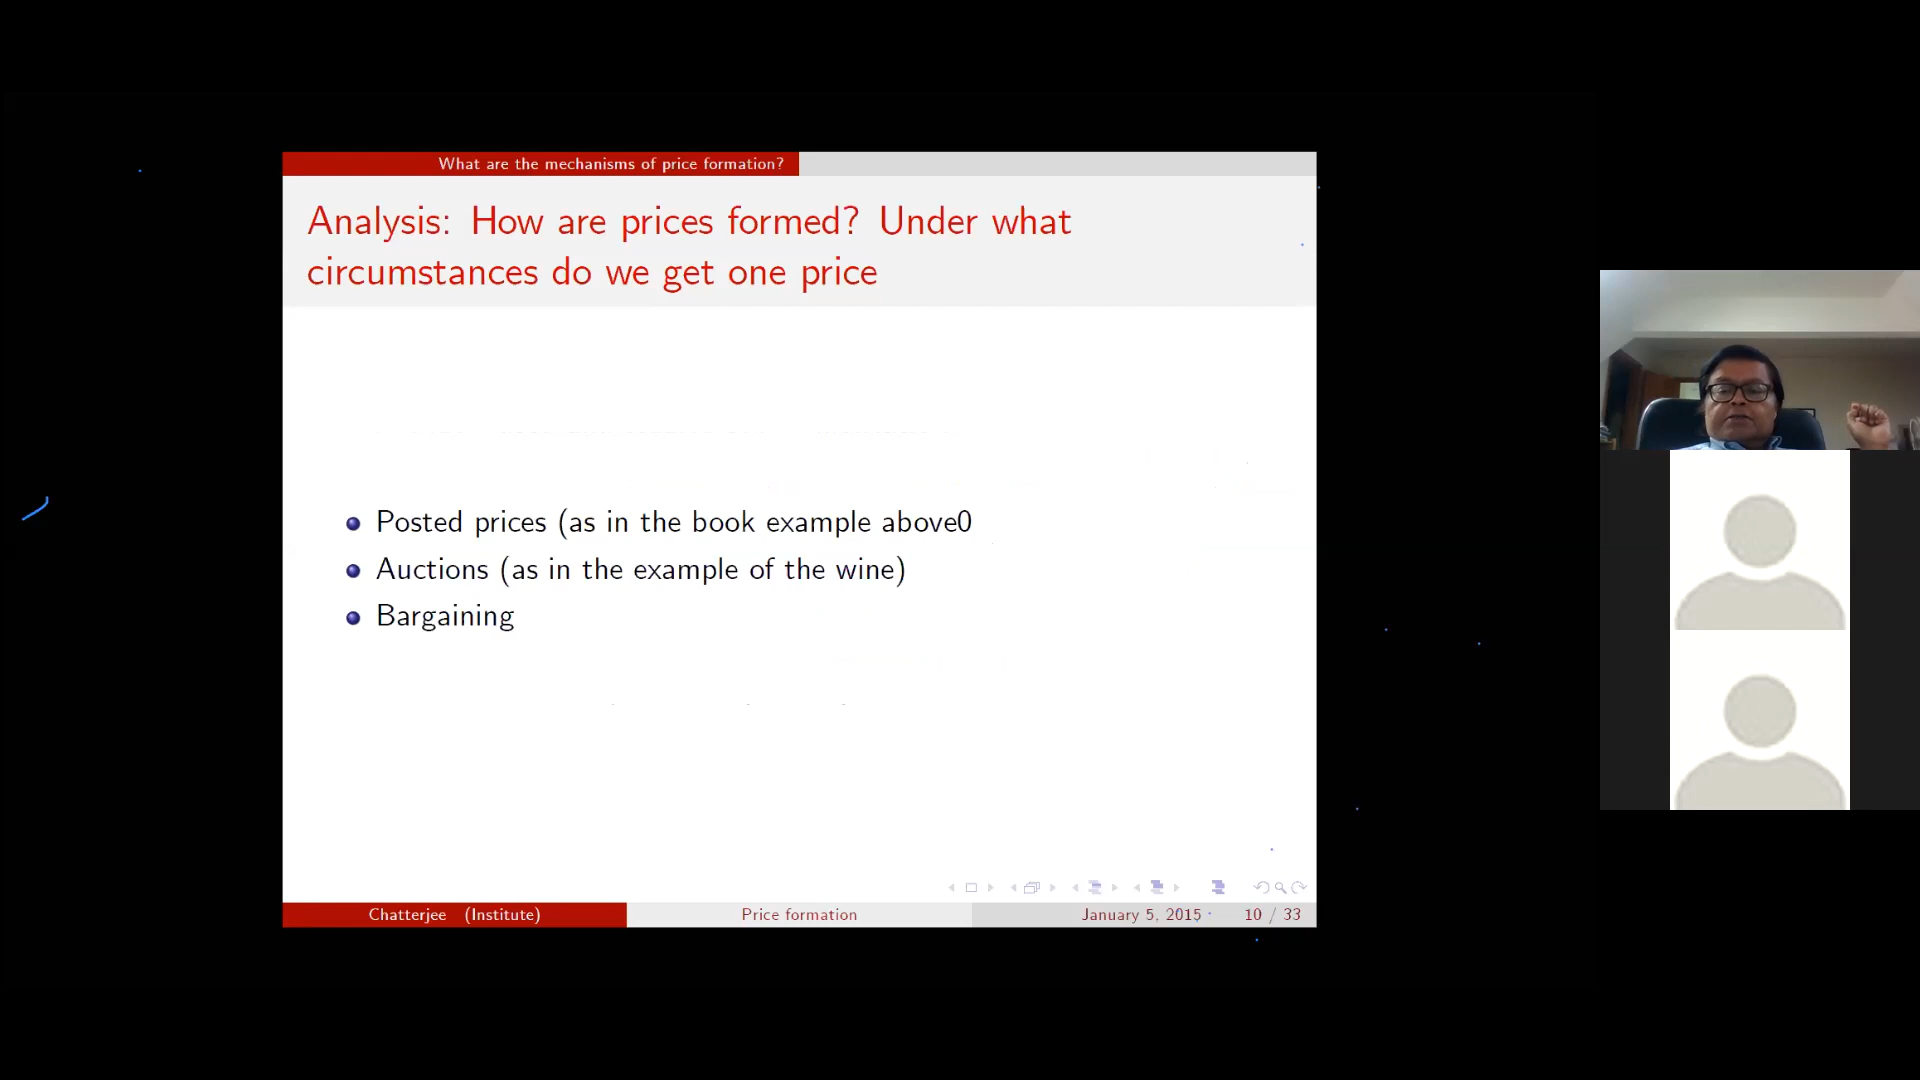 What are the mechanisms of price formation?
Analysis: How are prices formed? Under what
circumstances do we get one price
Posted prices (as in the book example above0
Auctions (as in the example of the wine)
Bargaining
Chatterjee (Institute)
Price formation
January 5, 2015
10 / 33